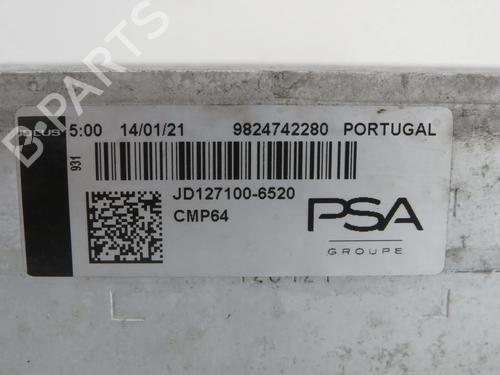 5:00 14/01/21 9824742280 PORTUGAL
931
JD127100-6520
CMP64
PSA
GROUPE
B-Parts